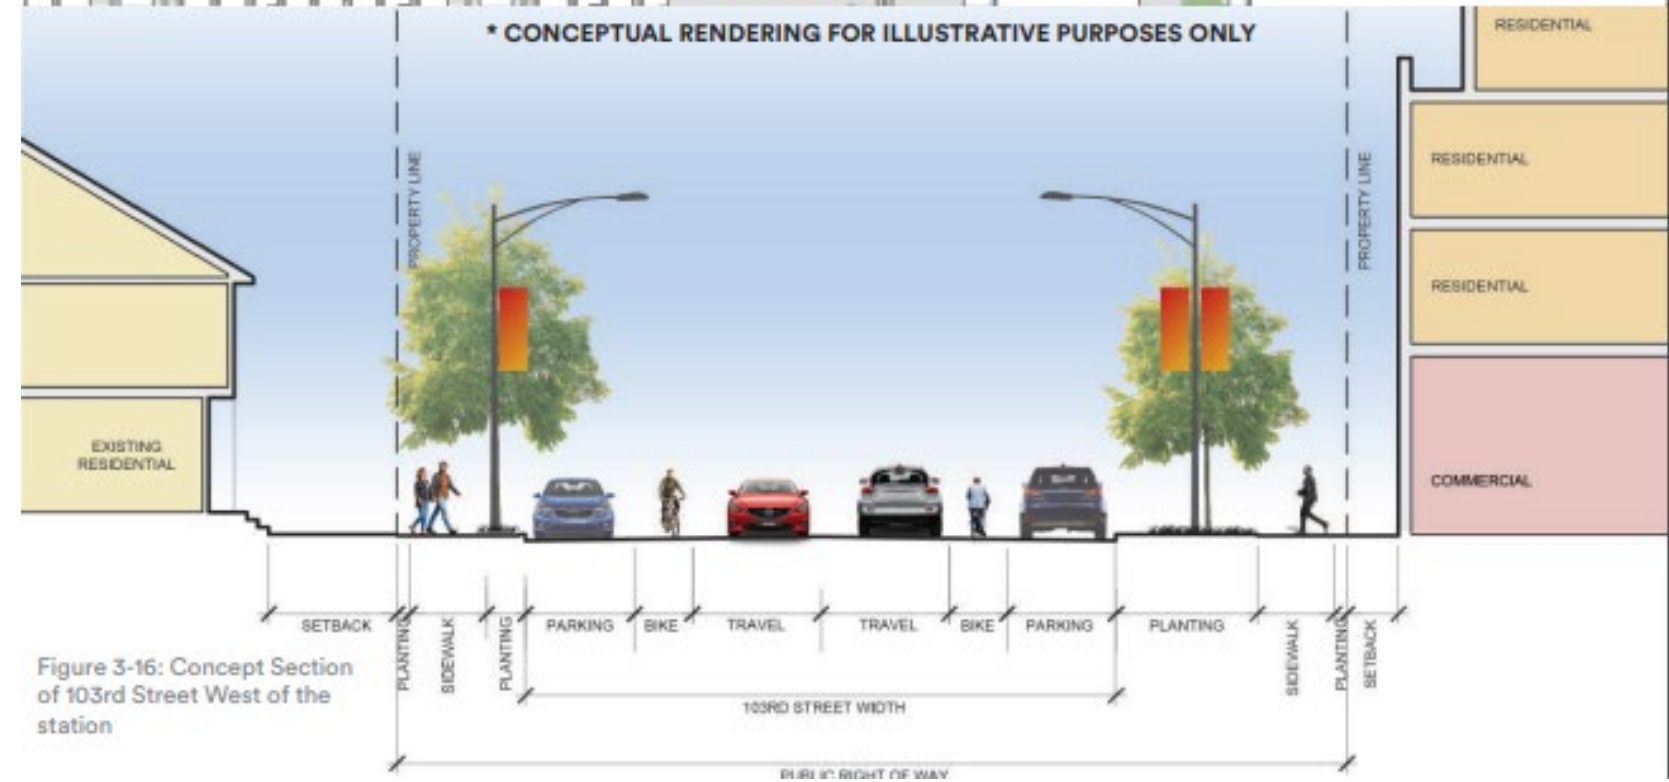 * CONCEPTUAL RENDERING FOR ILLUSTRATIVE PURPOSES ONLY
RESIDENTIAL
PROPERTY LINE
PROPERTY LINE
RESIDENTIAL
RESIDENTIAL
EXISTING
RESIDENTIAL
COMMERCIAL
SETBACK
PLANTING
SIDEWALK
PLANTING
PARKING
BIKE
TRAVEL
TRAVEL
BIKE
PARKING
PLANTING
SIDEWALK
PLANTING
SETBACK
103RD STREET WIDTH
PUBLIC RIGHT OF WAY
Figure 3-16: Concept Section
of 103rd Street West of the
station